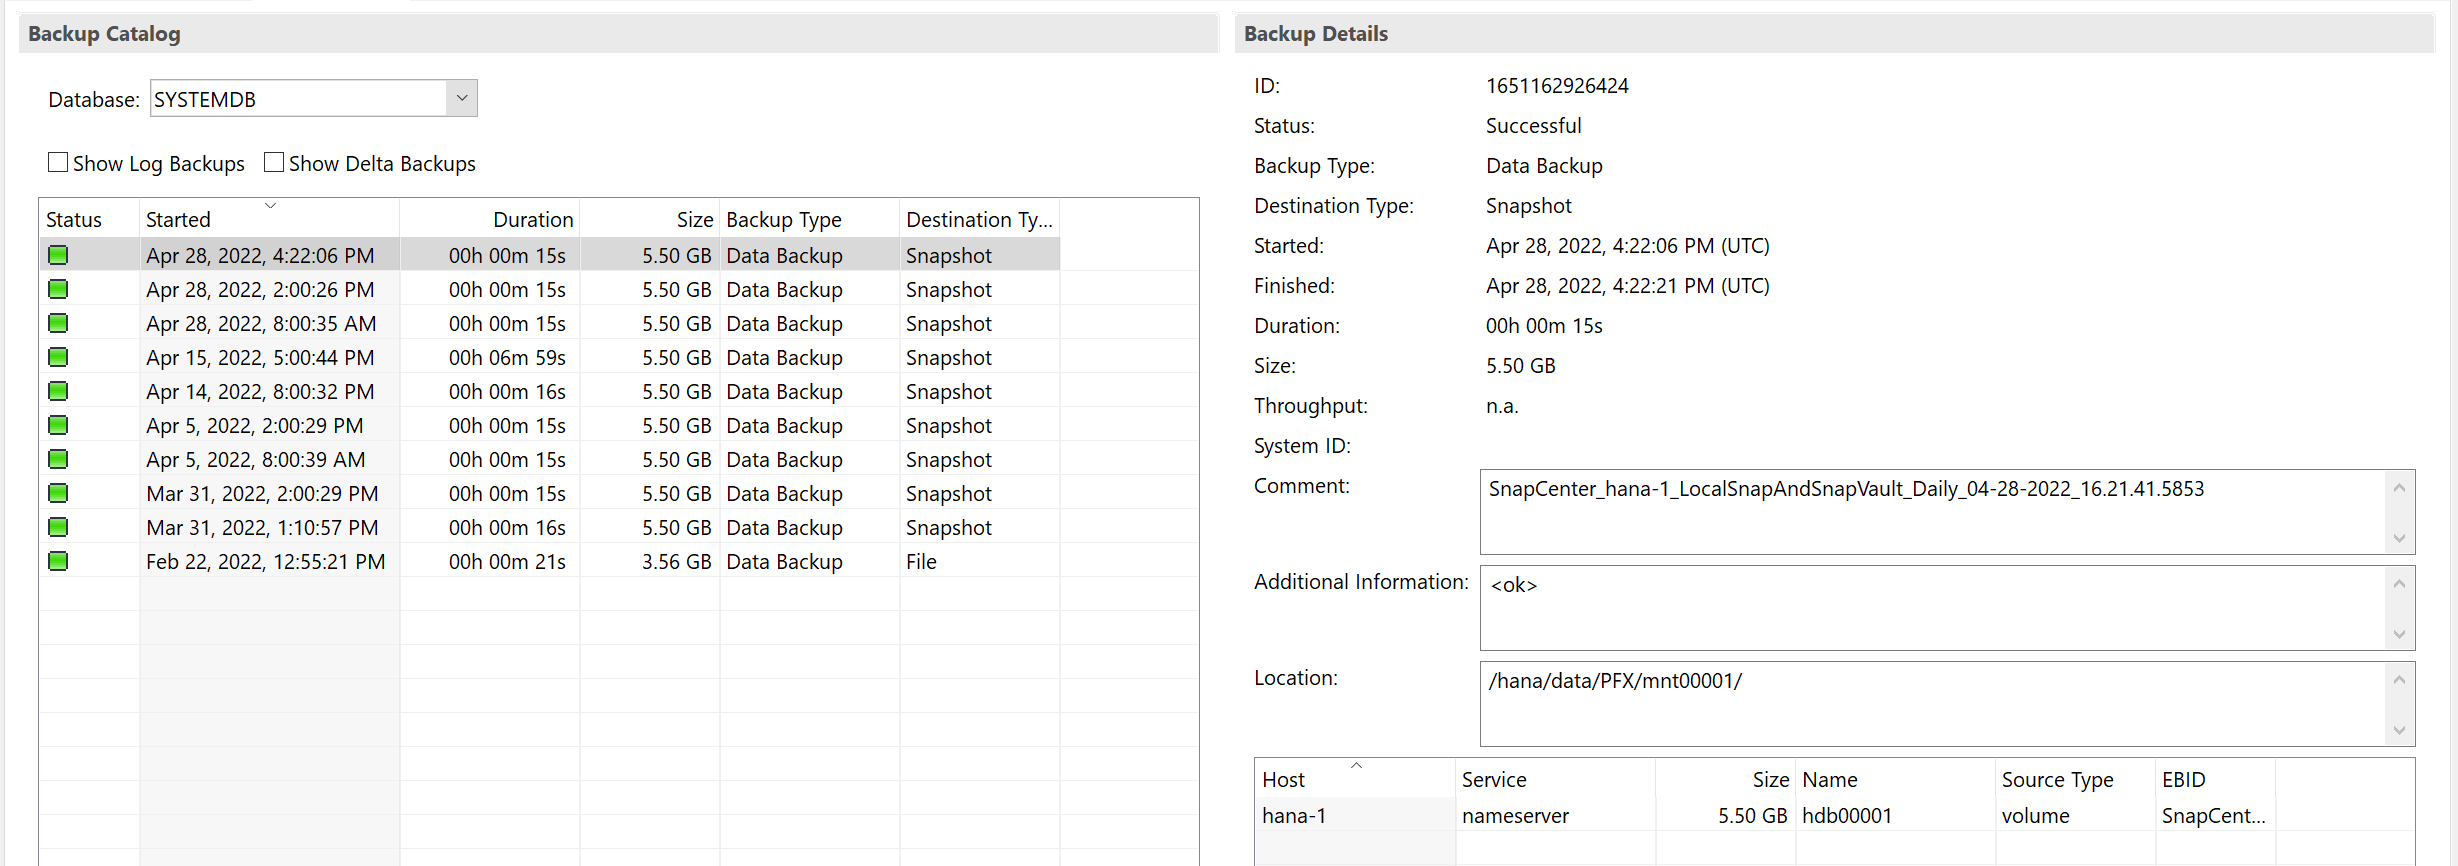 Backup Catalog
Database: SYSTEMDB
Show Log Backups Show Delta Backups
Status Started Duration Size Backup Type Destination Ty...
Apr 28, 2022, 4:22:06 PM 00h 00m 15s 5.50 GB Data Backup Snapshot
Apr 28, 2022, 2:00:26 PM 00h 00m 15s 5.50 GB Data Backup Snapshot
Apr 28, 2022, 8:00:35 AM 00h 00m 15s 5.50 GB Data Backup Snapshot
Apr 15, 2022, 5:00:44 PM 00h 06m 59s 5.50 GB Data Backup Snapshot
Apr 14, 2022, 8:00:32 PM 00h 00m 16s 5.50 GB Data Backup Snapshot
Apr 5, 2022, 2:00:29 PM 00h 00m 15s 5.50 GB Data Backup Snapshot
Apr 5, 2022, 8:00:39 AM 00h 00m 15s 5.50 GB Data Backup Snapshot
Mar 31, 2022, 2:00:29 PM 00h 00m 15s 5.50 GB Data Backup Snapshot
Mar 31, 2022, 1:10:57 PM 00h 00m 16s 5.50 GB Data Backup Snapshot
Feb 22, 2022, 12:55:21 PM 00h 00m 21s 3.56 GB Data Backup File
Backup Details
ID: 1651162926424
Status: Successful
Backup Type: Data Backup
Destination Type: Snapshot
Started: Apr 28, 2022, 4:22:06 PM (UTC)
Finished: Apr 28, 2022, 4:22:21 PM (UTC)
Duration: 00h 00m 15s
Size: 5.50 GB
Throughput: n.a.
System ID:
Comment: SnapCenter_hana-1_LocalSnapAndSnapVault_Daily_04-28-2022_16.21.41.5853
Additional Information: <ok>
Location: /hana/data/PFX/mnt00001/
Host Service Size Name Source Type EBID
hana-1 nameserver 5.50 GB hdb00001 volume SnapCent...